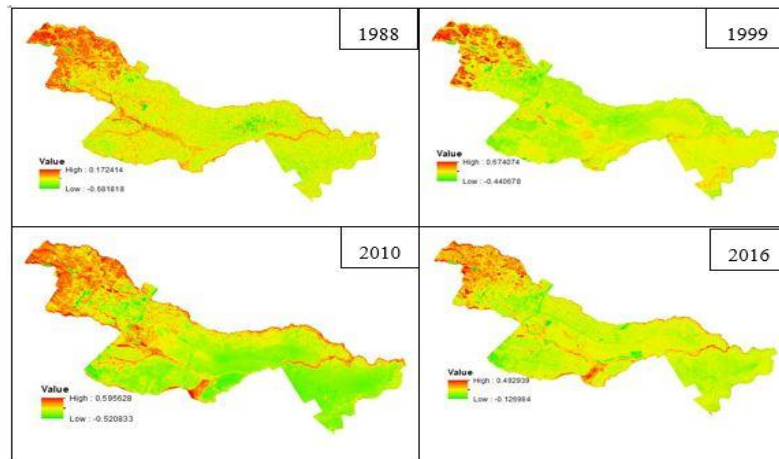 1988
Value
High : 0.172414
Low : -0.681818
1999
Value
High : 0.674074
Low : -0.440678
2010
Value
High : 0.595628
Low : -0.520833
2016
Value
High : 0.492939
Low : -0.126984